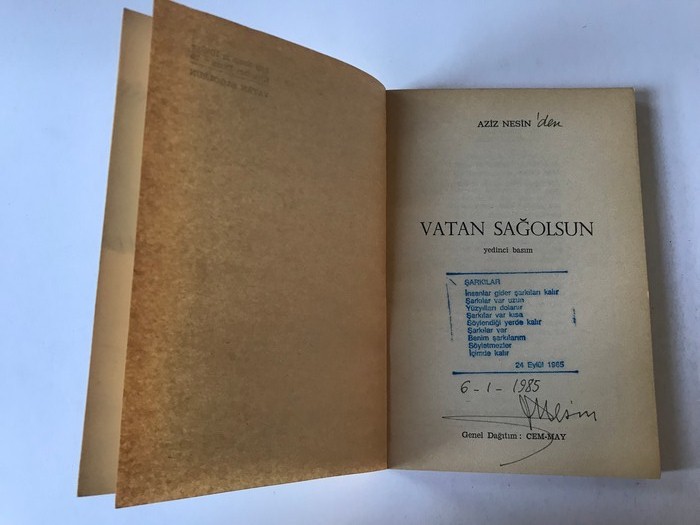 AZİZ NESİN 'den
VATAN SAĞOLSUN
yedinci basım
ŞARKILAR
İnsanlar gider şarkıları kalır
Şarkılar var uzun
Yüzyılları dolanır
Şarkılar var kısa
Söylendiği yerde kalır
Şarkılar var
Benim şarkılarım
Söyletmezler
İçimde kalır
24 Eylül 1965
6-1-1985
Genel Dağıtım: CEM-MAY